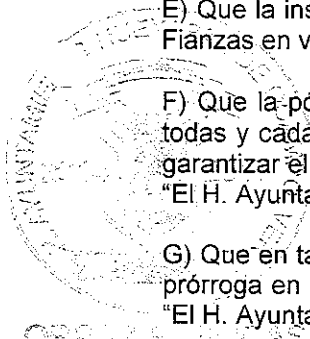 E) Que la ins
Fianzas en v
F) Que la pó
todas y cada
garantizar el
"El H. Ayunta
G) Que en ta
prórroga en
"El H. Ayunta